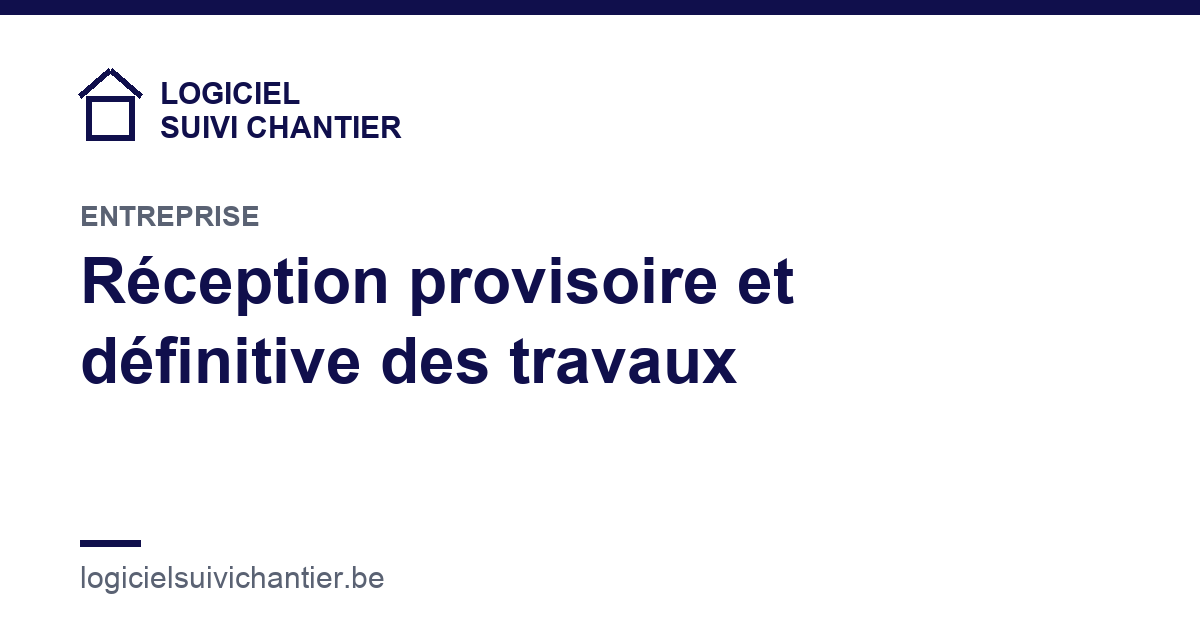 LOGICIEL
SUIVI CHANTIER
ENTREPRISE
Réception provisoire et
définitive des travaux
logicielsuivichantier.be